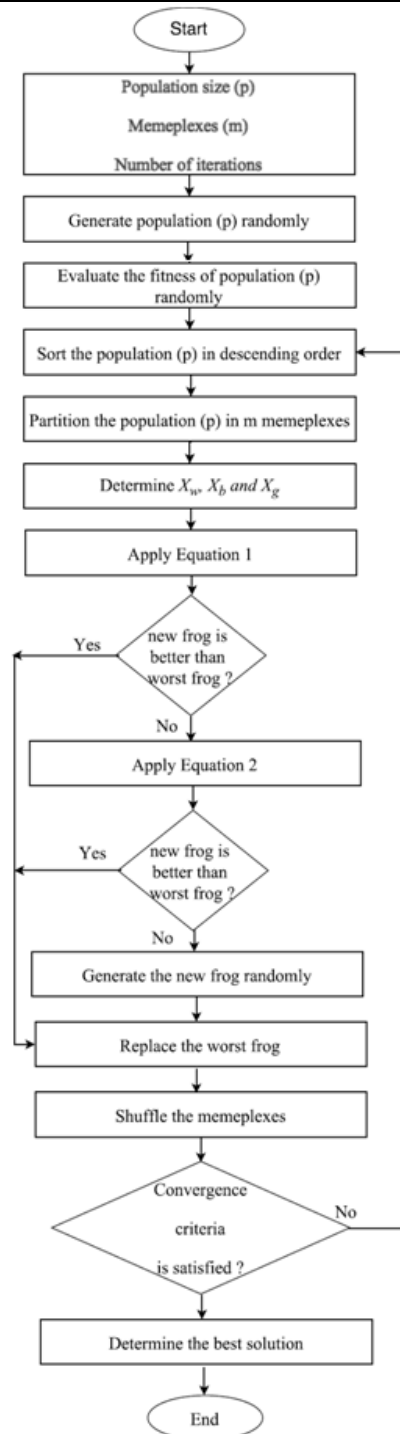 Start
Population size (p)
Memeplexes (m)
Number of iterations
Generate population (p) randomly
Evaluate the fitness of population (p)
randomly
Sort the population (p) in descending order
Partition the population (p) in m memeplexes
Determine Xw, Xb and Xg
Apply Equation 1
new frog is
better than
worst frog ?
Yes
No
Apply Equation 2
new frog is
better than
worst frog ?
Yes
No
Generate the new frog randomly
Replace the worst frog
Shuffle the memeplexes
Convergence
criteria
is satisfied ?
No
Determine the best solution
End